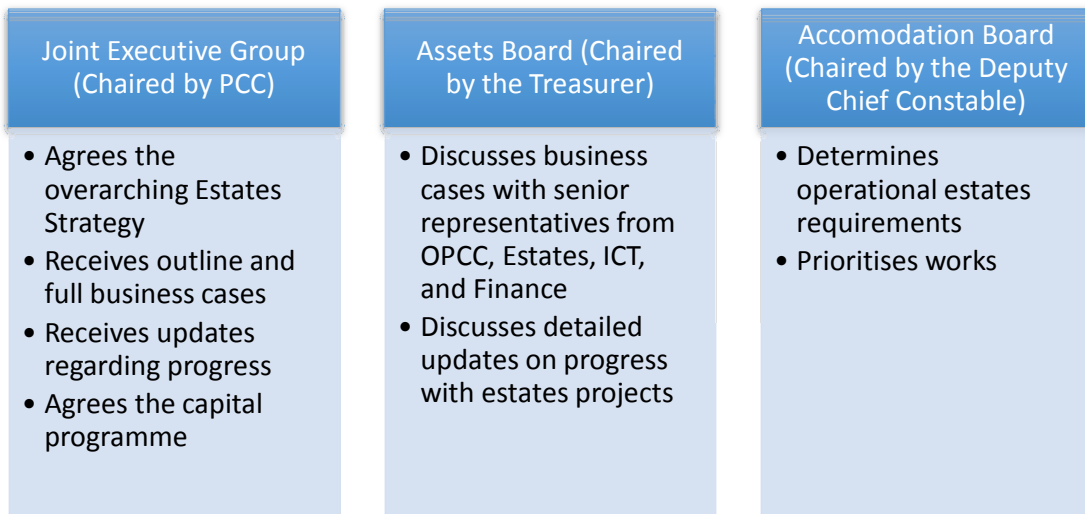 Joint Executive Group
(Chaired by PCC)
• Agrees the
overarching Estates
Strategy
• Receives outline and
full business cases
• Receives updates
regarding progress
• Agrees the capital
programme
Assets Board (Chaired
by the Treasurer)
• Discusses business
cases with senior
representatives from
OPCC, Estates, ICT,
and Finance
• Discusses detailed
updates on progress
with estates projects
Accomodation Board
(Chaired by the Deputy
Chief Constable)
• Determines
operational estates
requirements
• Prioritises works